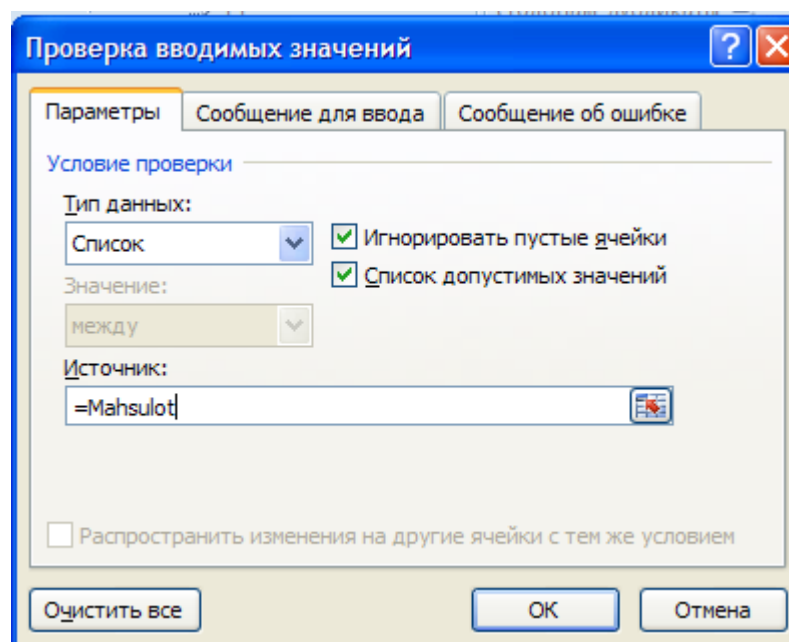 Проверка вводимых значений
Параметры Сообщение для ввода Сообщение об ошибке
Условие проверки
Тип данных:
Список
Игнорировать пустые ячейки
Список допустимых значений
Значение:
между
Источник:
=Mahsulot
Распространить изменения на другие ячейки с тем же условием
Очистить все ОК Отмена